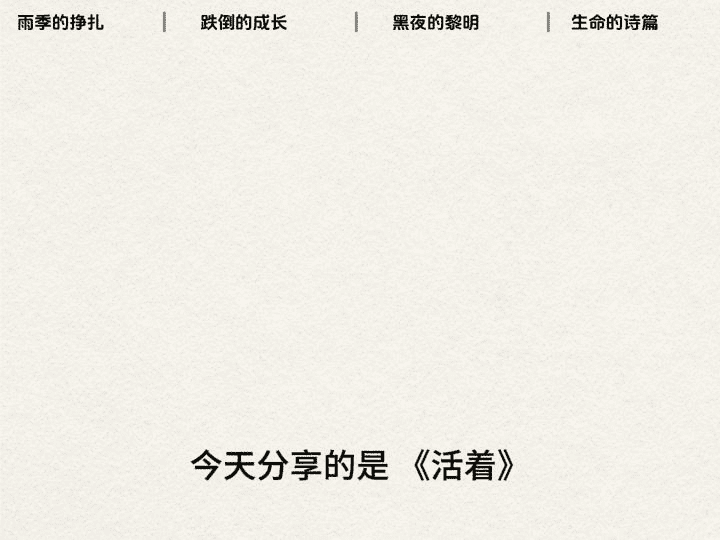 雨季的挣扎 | 跌倒的成长 | 黑夜的黎明 | 生命的诗篇
今天分享的是 《活着》